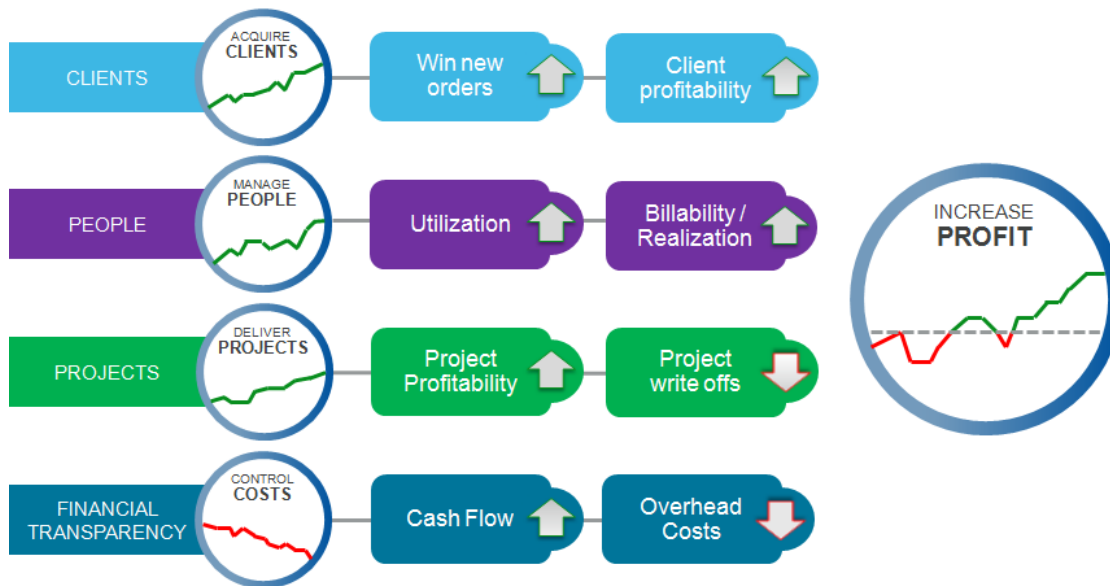 CLIENTS
ACQUIRE
CLIENTS
Win new
orders
Client
profitability
PEOPLE
MANAGE
PEOPLE
Utilization
Billability /
Realization
PROJECTS
DELIVER
PROJECTS
Project
Profitability
Project
write offs
FINANCIAL
TRANSPARENCY
CONTROL
COSTS
Cash Flow
Overhead
Costs
INCREASE
PROFIT